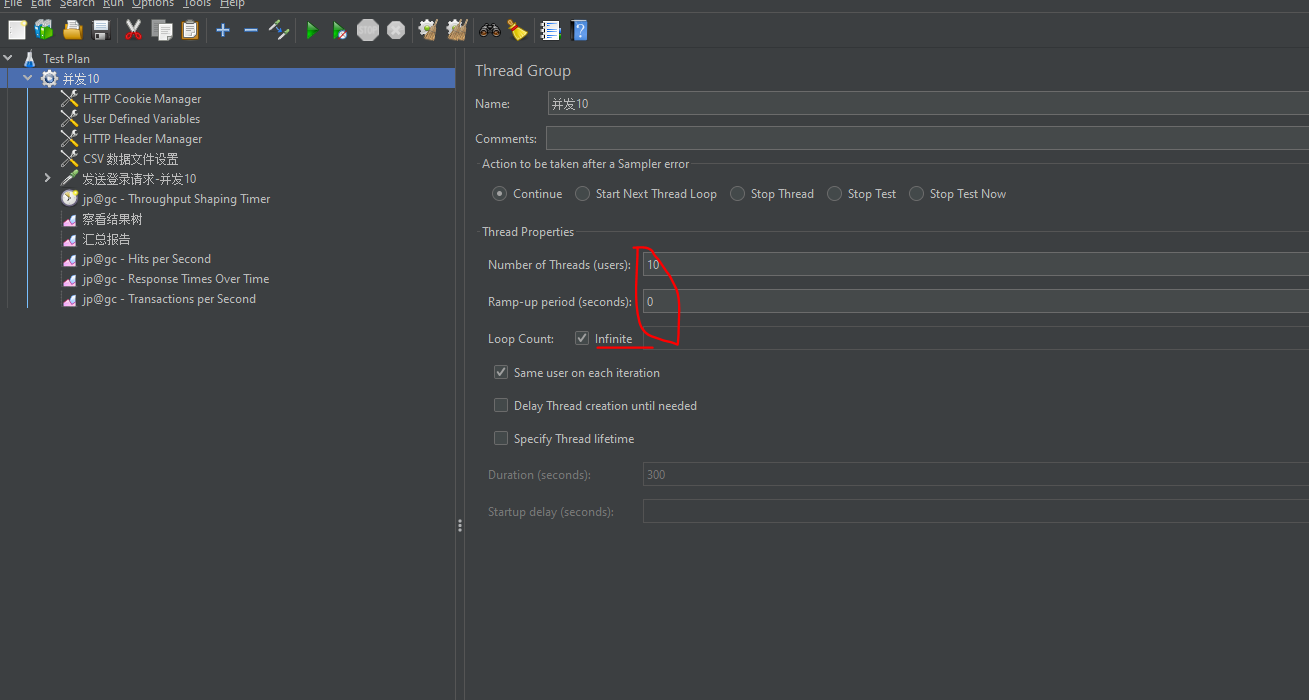 File Edit Search Run Options Tools Help
Test Plan
并发10
HTTP Cookie Manager
User Defined Variables
HTTP Header Manager
CSV 数据文件设置
发送登录请求-并发10
jp@gc - Throughput Shaping Timer
察看结果树
汇总报告
jp@gc - Hits per Second
jp@gc - Response Times Over Time
jp@gc - Transactions per Second
Thread Group
Name: 并发10
Comments:
Action to be taken after a Sampler error
Continue Start Next Thread Loop Stop Thread Stop Test Stop Test Now
Thread Properties
Number of Threads (users): 10
Ramp-up period (seconds): 0
Loop Count: Infinite
Same user on each iteration
Delay Thread creation until needed
Specify Thread lifetime
Duration (seconds): 300
Startup delay (seconds):